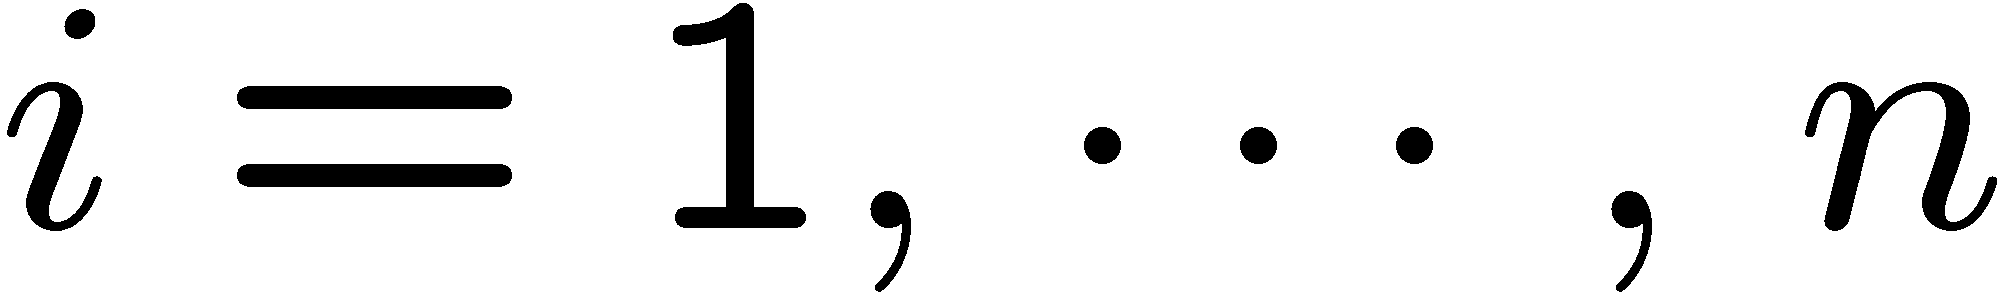 i = 1, ⋯ , n